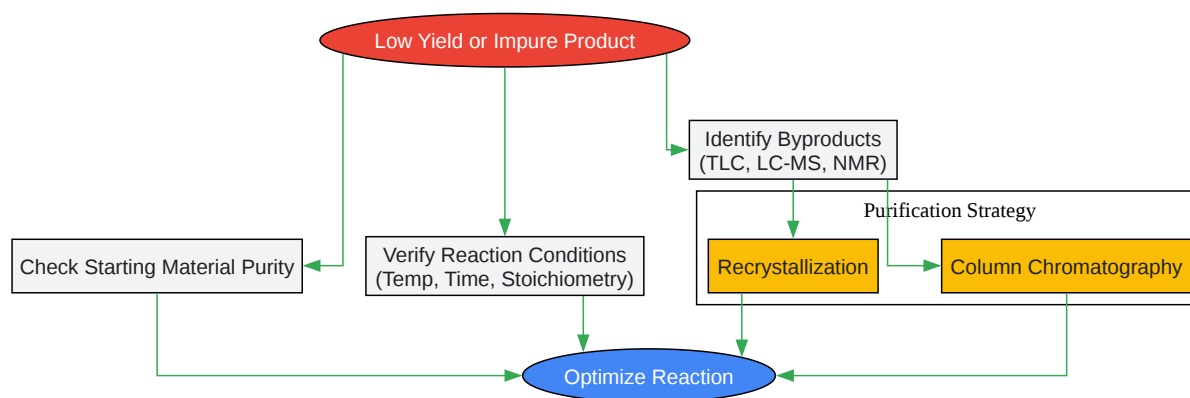 Low Yield or Impure Product
Identify Byproducts
(TLC, LC-MS, NMR)
Purification Strategy
Check Starting Material Purity
Verify Reaction Conditions
(Temp, Time, Stoichiometry)
Recrystallization
Column Chromatography
Optimize Reaction